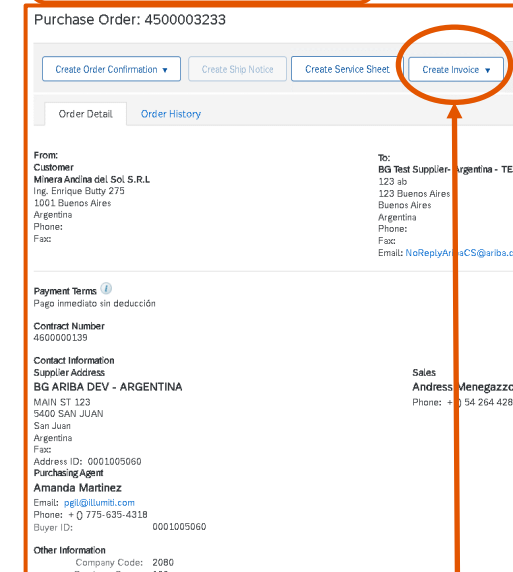 Purchase Order: 4500003233
Create Order Confirmation ▼
Create Ship Notice
Create Service Sheet
Create Invoice ▼
Order Detail
Order History
From:
Customer
Minera Andina del Sol S.R.L
Ing. Enrique Butty 275
1001 Buenos Aires
Argentina
Phone:
Fax:
To:
BG Test Supplier- Argentina - TE
123 ab
123 Buenos Aires
Buenos Aires
Argentina
Phone:
Fax:
Email: NoReplyAribaCS@ariba.c
Payment Terms
Pago inmediato sin deducción
Contract Number
4600000139
Contact Information
Supplier Address
BG ARIBA DEV - ARGENTINA
MAIN ST 123
5400 SAN JUAN
San Juan
Argentina
Fax:
Address ID: 0001005060
Purchasing Agent
Amanda Martinez
Email: pgil@illumiti.com
Phone: + () 775-635-4318
Buyer ID: 0001005060
Sales
Andress Menegazzo
Phone: + () 54 264 428
Other Information
Company Code: 2080